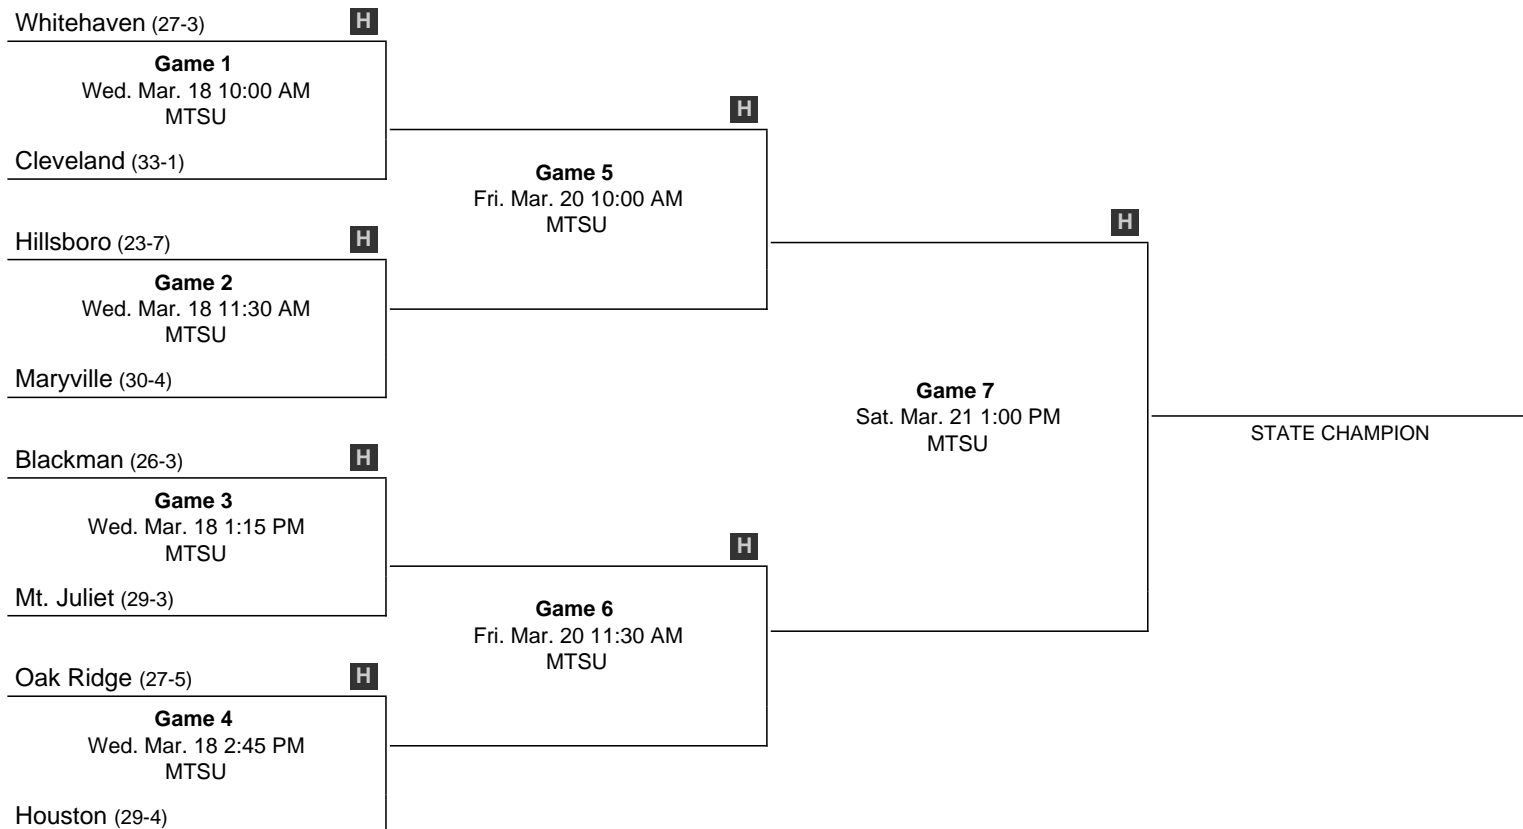 Whitehaven (27-3) H
Game 1
Wed. Mar. 18 10:00 AM
MTSU
Cleveland (33-1)
Hillsboro (23-7) H
Game 2
Wed. Mar. 18 11:30 AM
MTSU
Maryville (30-4)
Blackman (26-3) H
Game 3
Wed. Mar. 18 1:15 PM
MTSU
Mt. Juliet (29-3)
Oak Ridge (27-5) H
Game 4
Wed. Mar. 18 2:45 PM
MTSU
Houston (29-4)
H
Game 5
Fri. Mar. 20 10:00 AM
MTSU
H
Game 6
Fri. Mar. 20 11:30 AM
MTSU
H
Game 7
Sat. Mar. 21 1:00 PM
MTSU
STATE CHAMPION